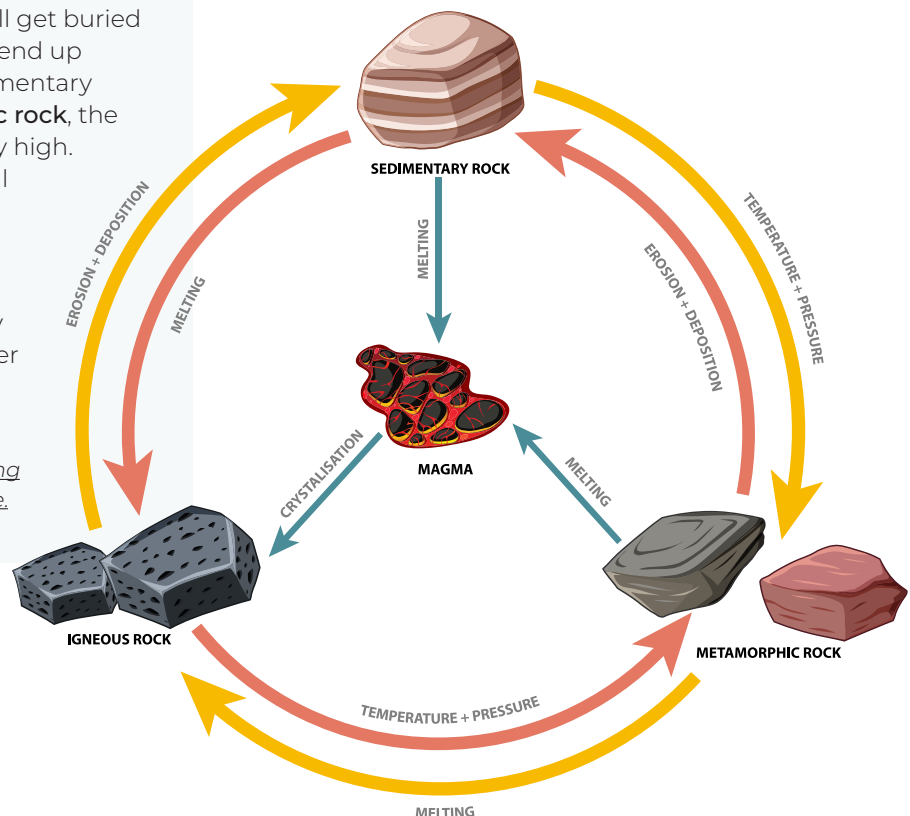 ll get buried
end up
mentary
c rock, the
y high.
l
y
er
ng
e.
SEDIMENTARY ROCK
EROSION + DEPOSITION
MELTING
MELTING
EROSION + DEPOSITION
TEMPERATURE + PRESSURE
MAGMA
CRYSTALISATION
MELTING
IGNEOUS ROCK
METAMORPHIC ROCK
TEMPERATURE + PRESSURE
MELTING